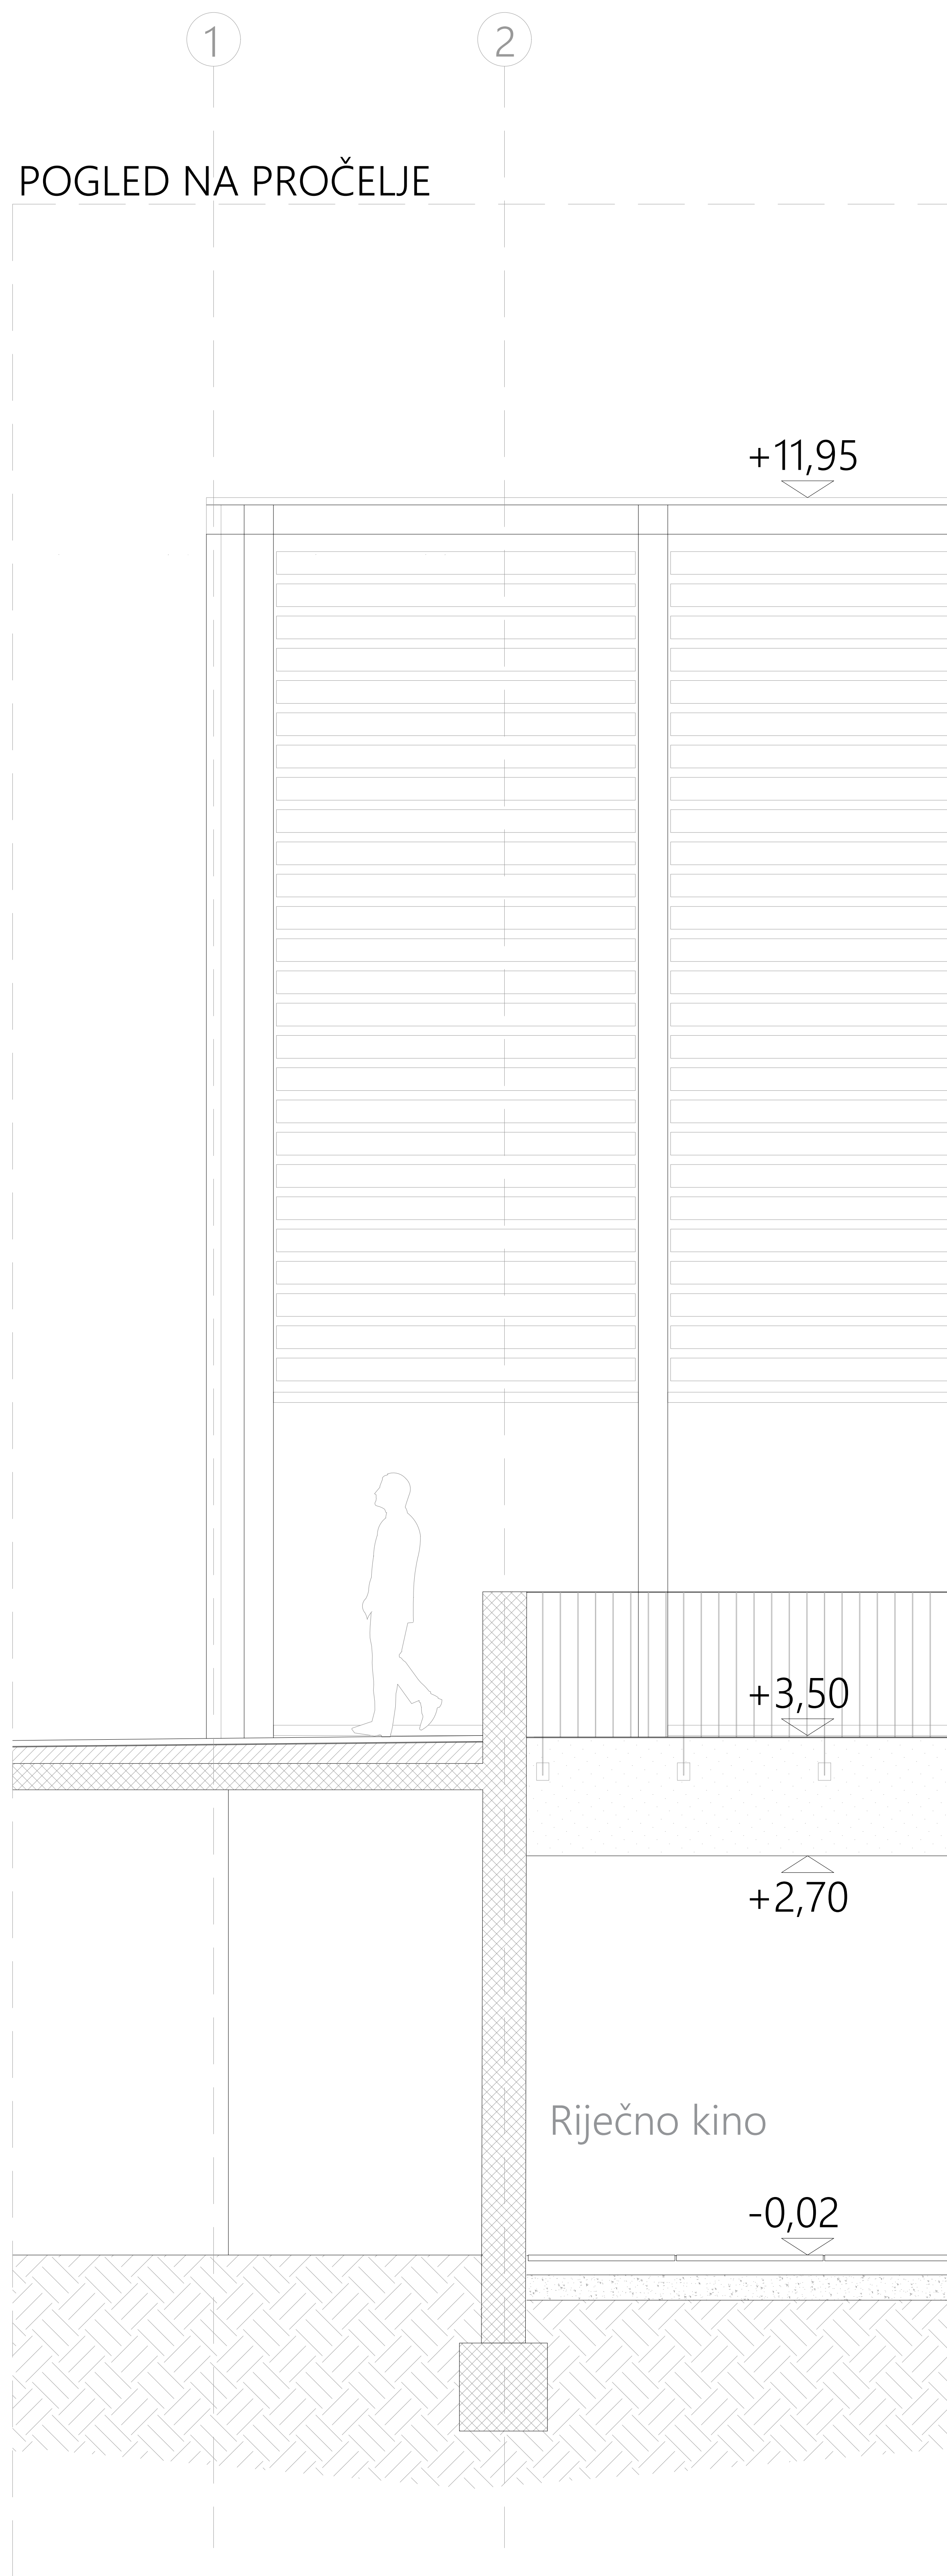 1 2
POGLED NA PROČELJE
+11,95
+3,50
+2,70
Riječno kino
-0,02